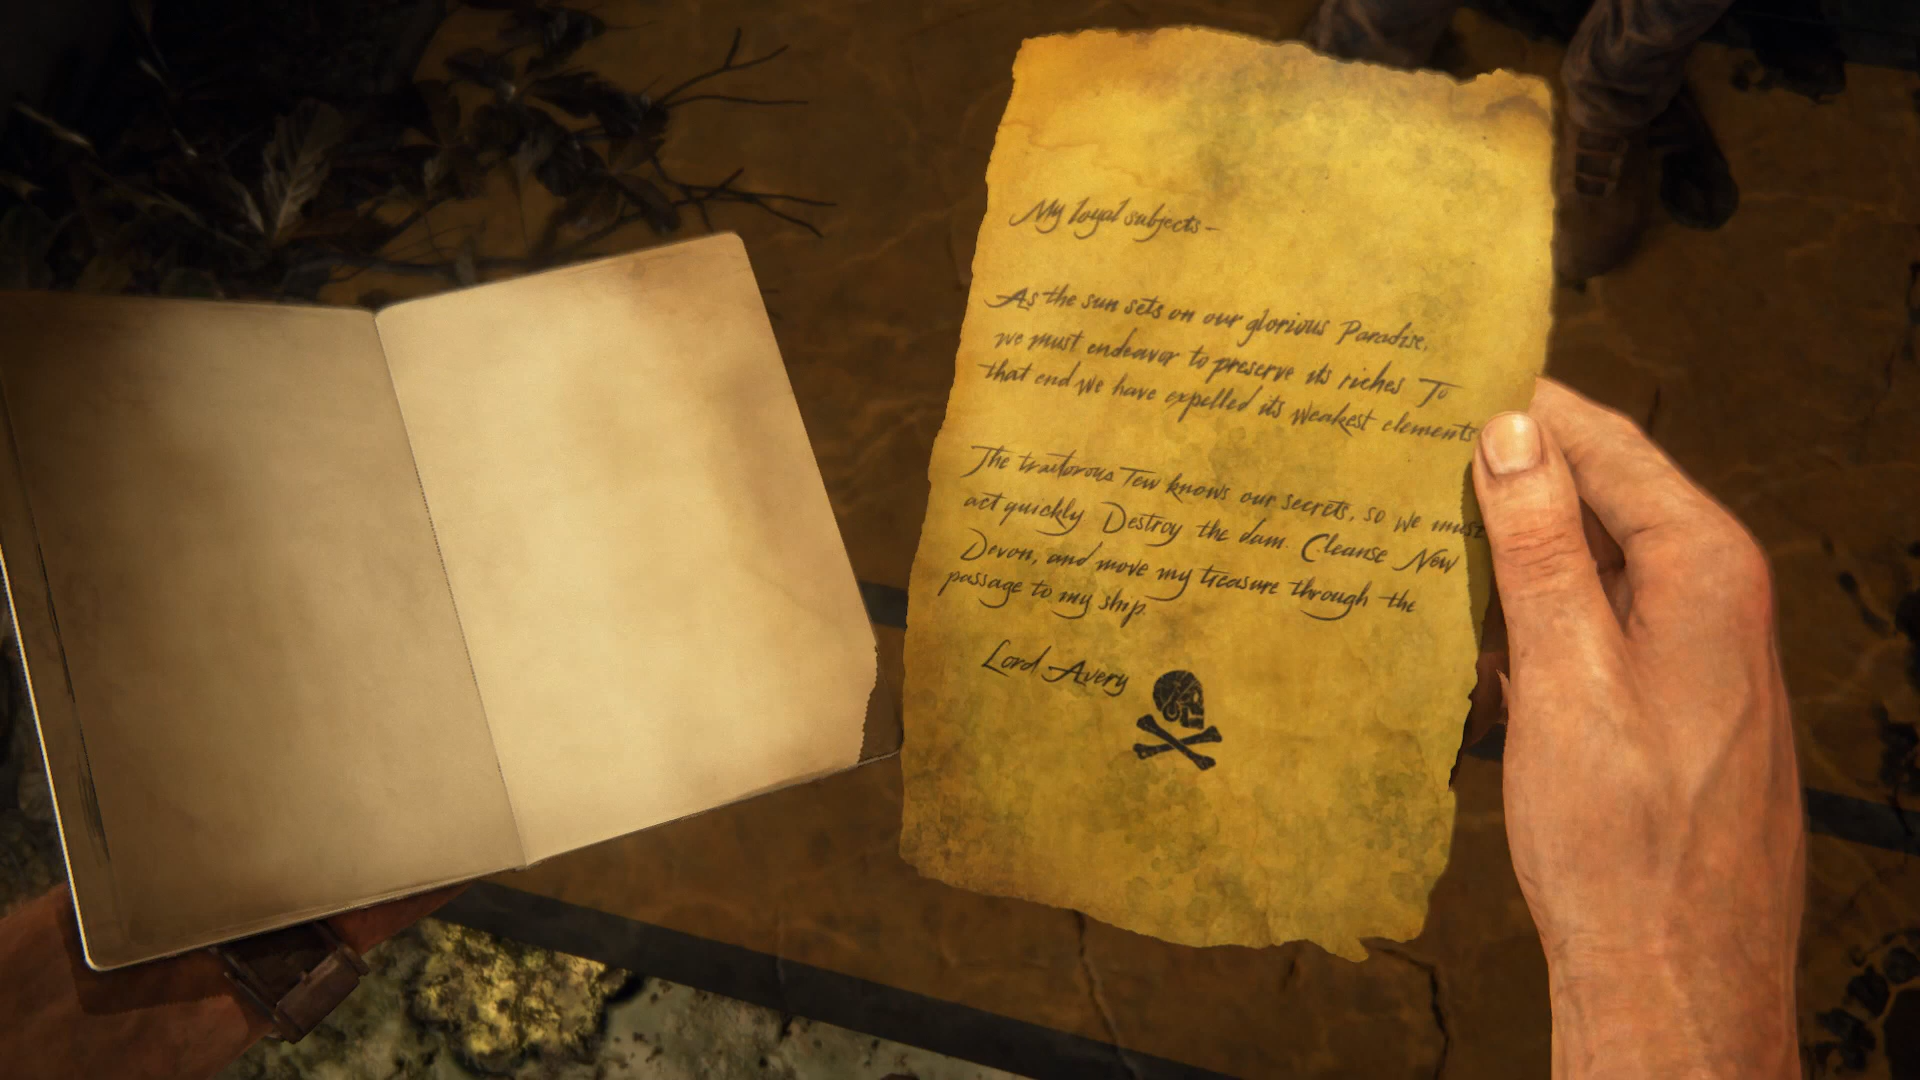 My loyal subjects-
As the sun sets on our glorious Paradise,
we must endeavor to preserve its riches To
that end we have expelled its weakest elements
The traitorous Tew knows our secrets, so we must
act quickly Destroy the dam. Cleanse New
Devon, and move my treasure through the
passage to my ship.
Lord Avery